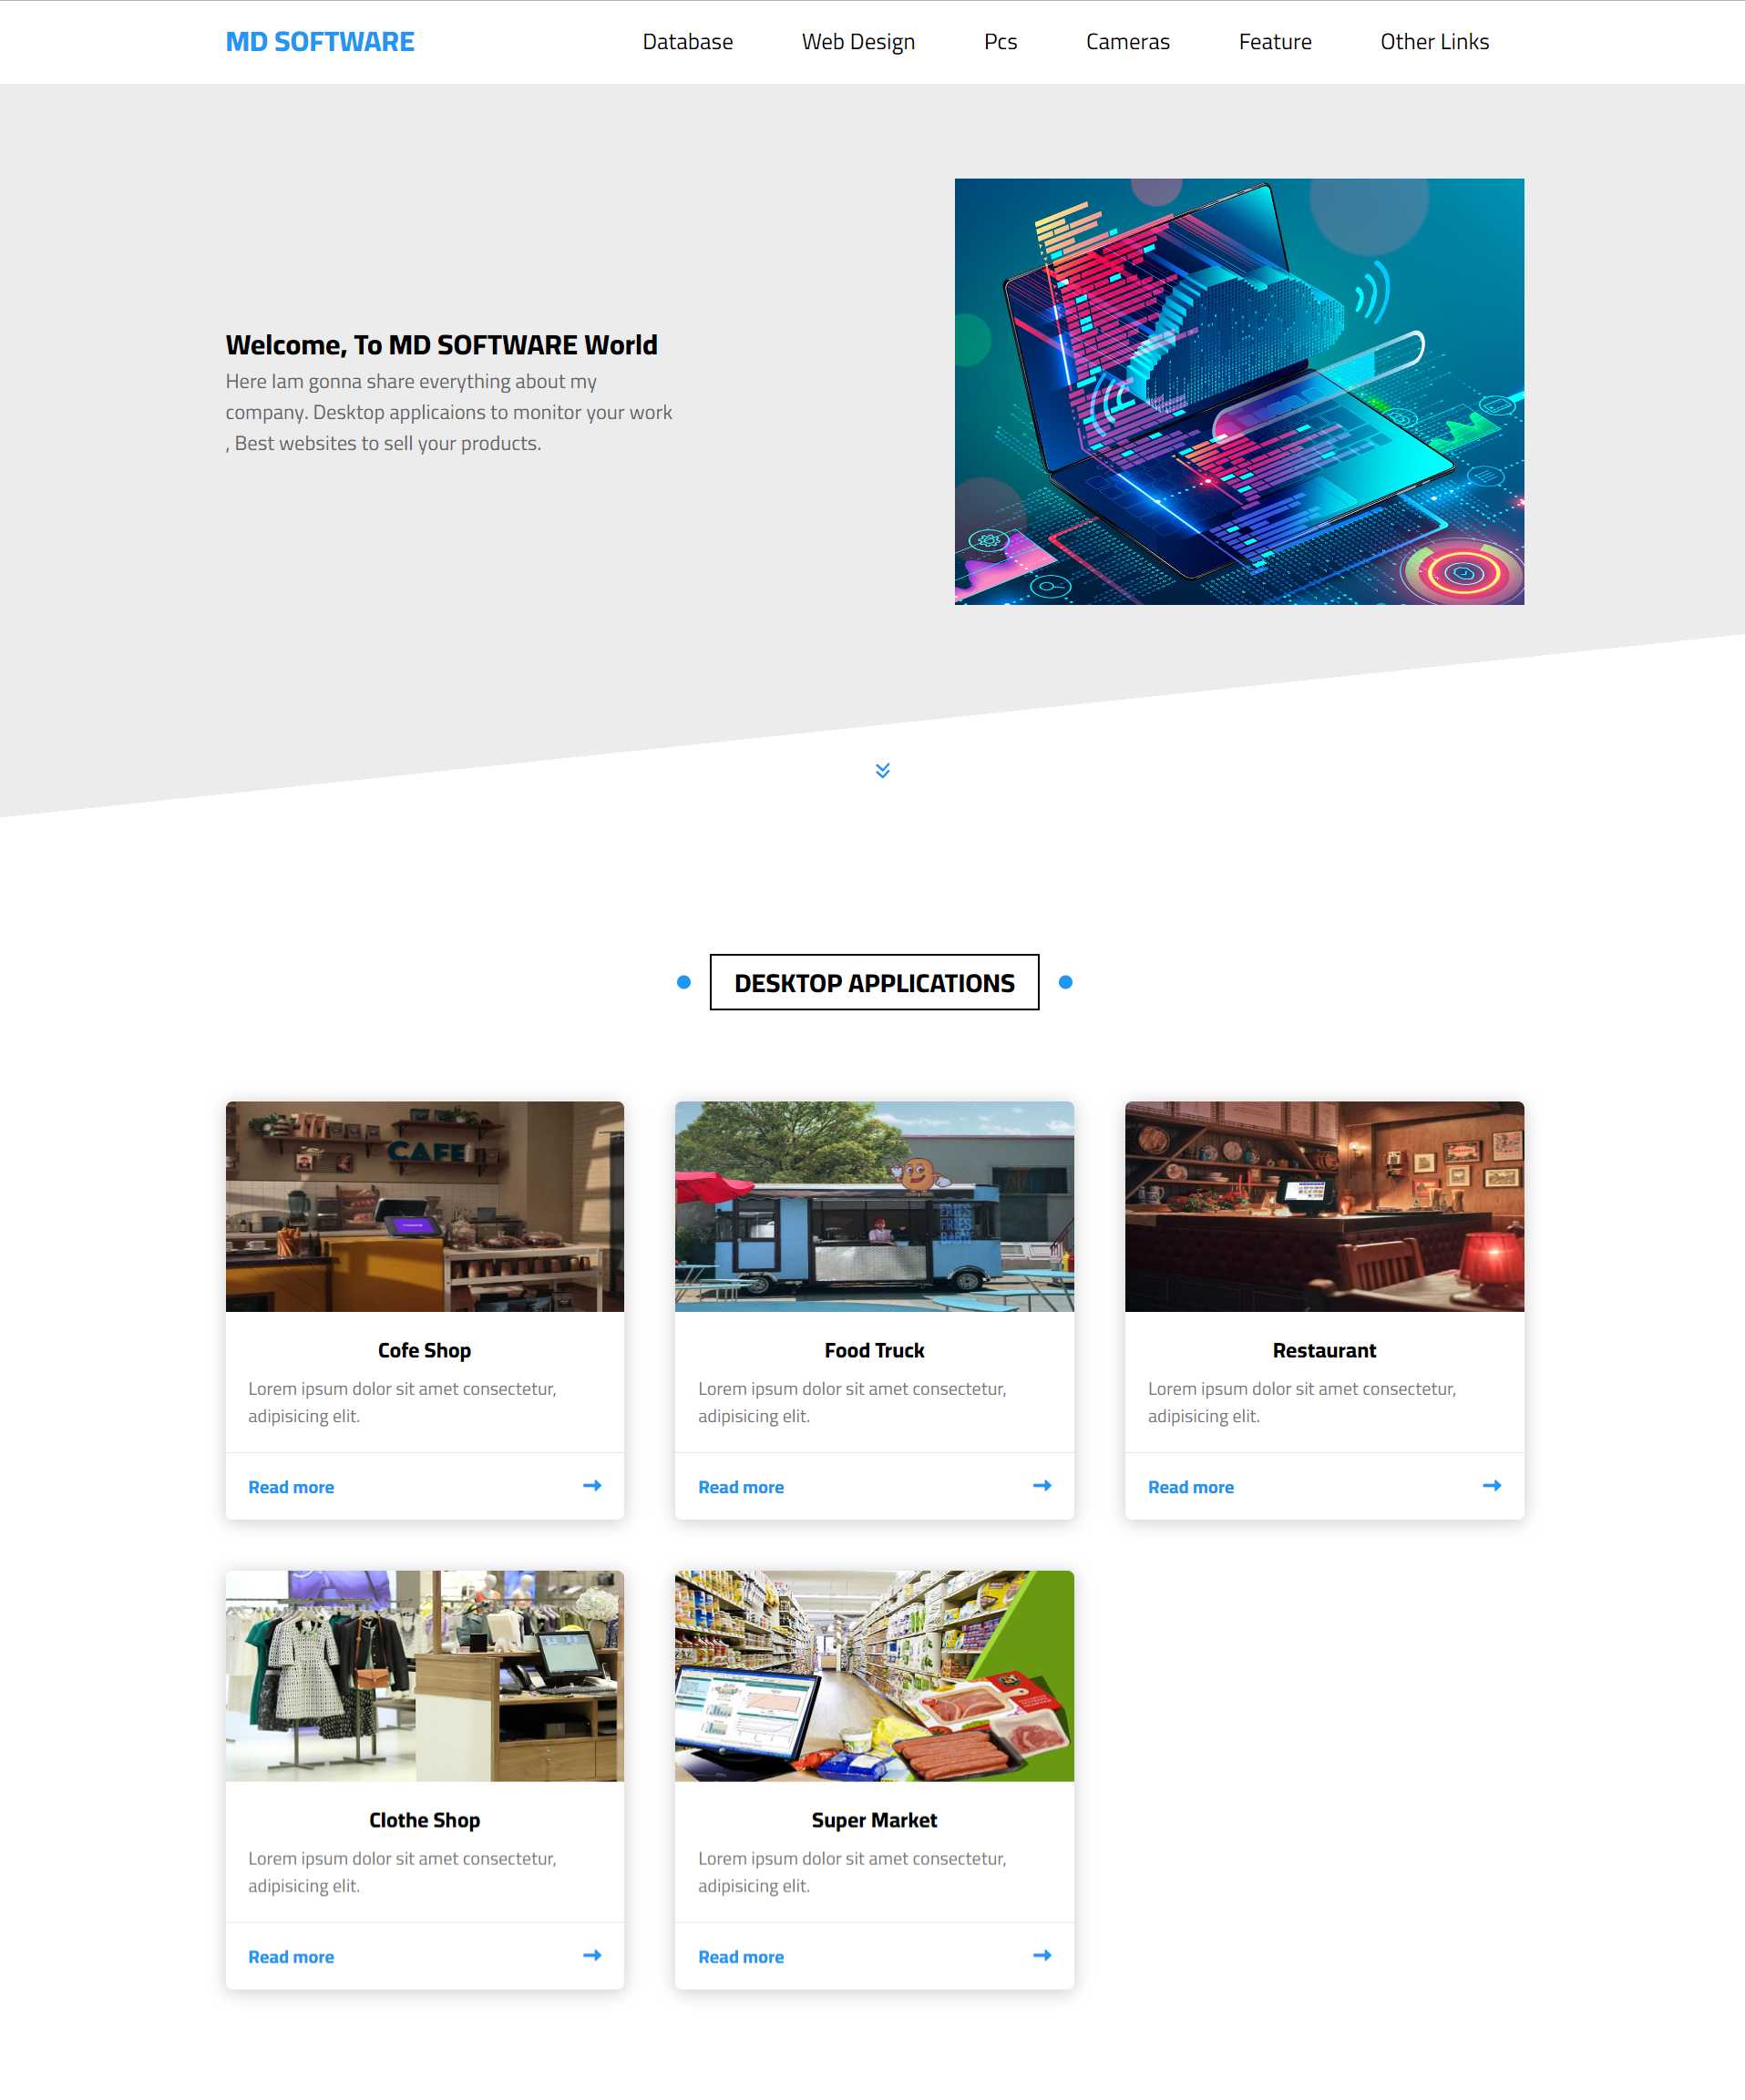 MD SOFTWARE
Database
Web Design
Pcs
Cameras
Feature
Other Links
Welcome, To MD SOFTWARE World
Here Iam gonna share everything about my
company. Desktop applicaions to monitor your work
, Best websites to sell your products.
DESKTOP APPLICATIONS
CAFE
Cofe Shop
Lorem ipsum dolor sit amet consectetur,
adipisicing elit.
Read more
FRIES
FRIES
Food Truck
Lorem ipsum dolor sit amet consectetur,
adipisicing elit.
Read more
Restaurant
Lorem ipsum dolor sit amet consectetur,
adipisicing elit.
Read more
Clothe Shop
Lorem ipsum dolor sit amet consectetur,
adipisicing elit.
Read more
Super Market
Lorem ipsum dolor sit amet consectetur,
adipisicing elit.
Read more